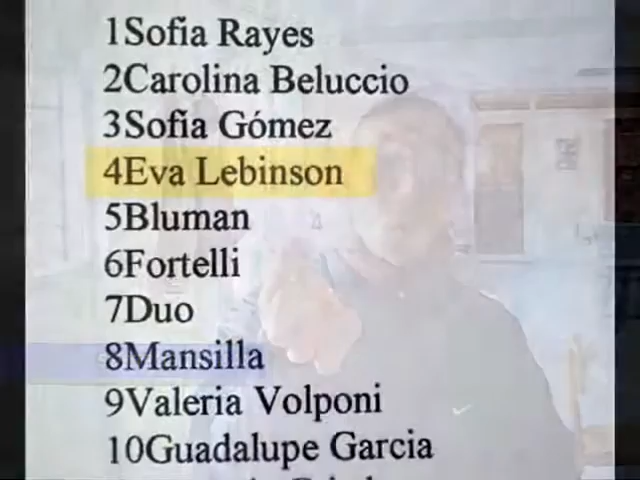 1Sofia Rayes
2Carolina Beluccio
3Sofia Gómez
4Eva Lebinson
5Bluman
6Fortelli
7Duo
8Mansilla
9Valeria Volponi
10Guadalupe Garcia